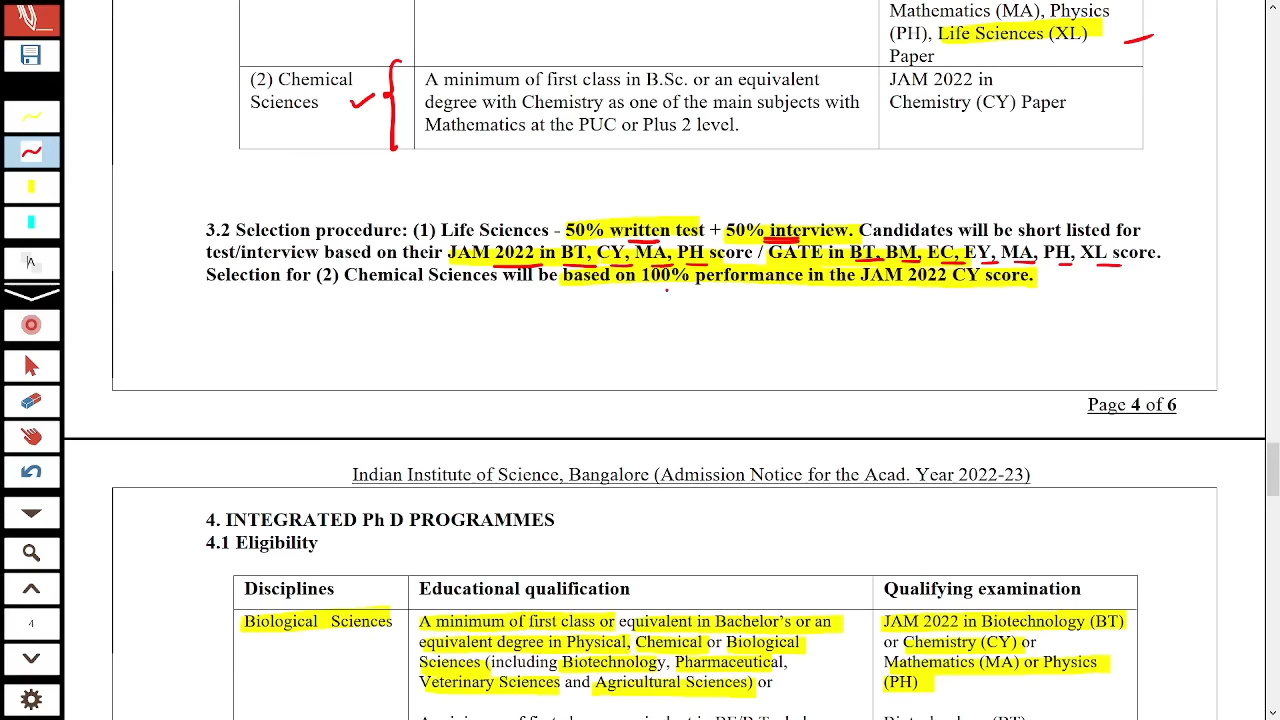 Mathematics (MA), Physics
(PH), Life Sciences (XL)
Paper
(2) Chemical
Sciences
A minimum of first class in B.Sc. or an equivalent
degree with Chemistry as one of the main subjects with
Mathematics at the PUC or Plus 2 level.
JAM 2022 in
Chemistry (CY) Paper
3.2 Selection procedure: (1) Life Sciences - 50% written test + 50% interview. Candidates will be short listed for
test/interview based on their JAM 2022 in BT, CY, MA, PH score / GATE in BT, BM, EC, EY, MA, PH, XL score.
Selection for (2) Chemical Sciences will be based on 100% performance in the JAM 2022 CY score.
Page 4 of 6
Indian Institute of Science, Bangalore (Admission Notice for the Acad. Year 2022-23)
4. INTEGRATED Ph D PROGRAMMES
4.1 Eligibility
Disciplines
Educational qualification
Qualifying examination
Biological Sciences
A minimum of first class or equivalent in Bachelor's or an
equivalent degree in Physical, Chemical or Biological
Sciences (including Biotechnology, Pharmaceutical,
Veterinary Sciences and Agricultural Sciences) or
JAM 2022 in Biotechnology (BT)
or Chemistry (CY) or
Mathematics (MA) or Physics
(PH)
4